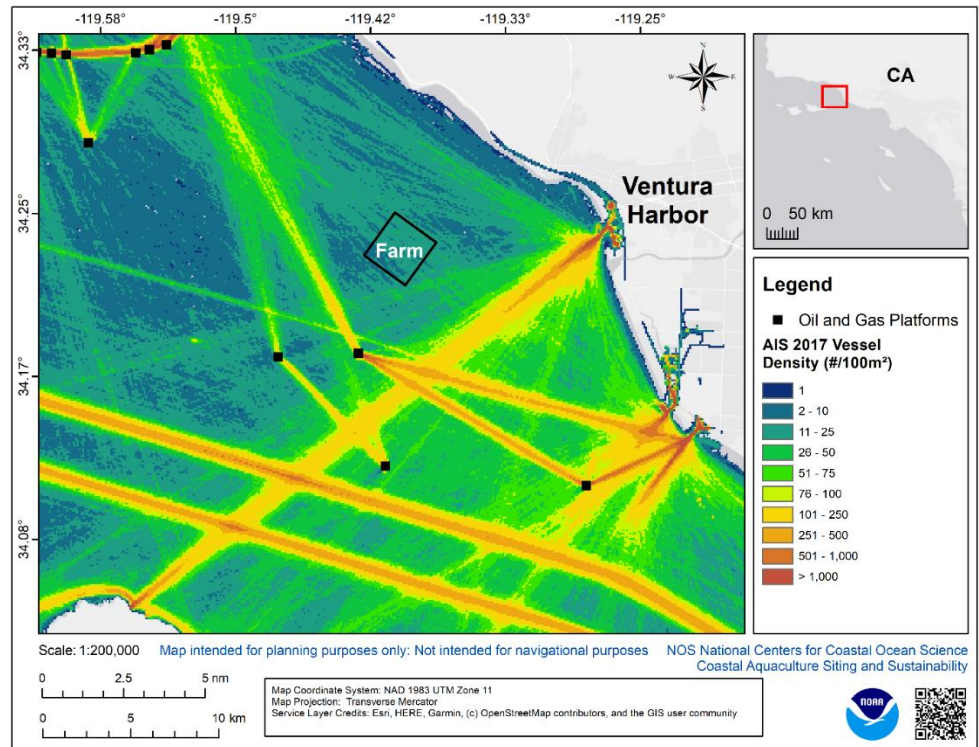 -119.58 -119.5 -119.42 -119.33 -119.25
34.33
34.25
34.17°
34.08°
Ventura
Harbor
Farm
N
W E
S
CA
0 50 km
Legend
Oil and Gas Platforms
AIS 2017 Vessel
Density (#/100m²)
1
2 - 10
11 - 25
26 - 50
51 - 75
76 - 100
101 - 250
251 - 500
501 - 1,000
> 1,000
Scale: 1:200,000 Map intended for planning purposes only: Not intended for navigational purposes NOS National Centers for Coastal Ocean Science
Coastal Aquaculture Siting and Sustainability
0 2.5 5 nm
0 5 10 km
Map Coordinate System: NAD 1983 UTM Zone 11
Map Projection: Transverse Mercator
Service Layer Credits: Esri, HERE, Garmin, (c) OpenStreetMap contributors, and the GIS user community
NOAA